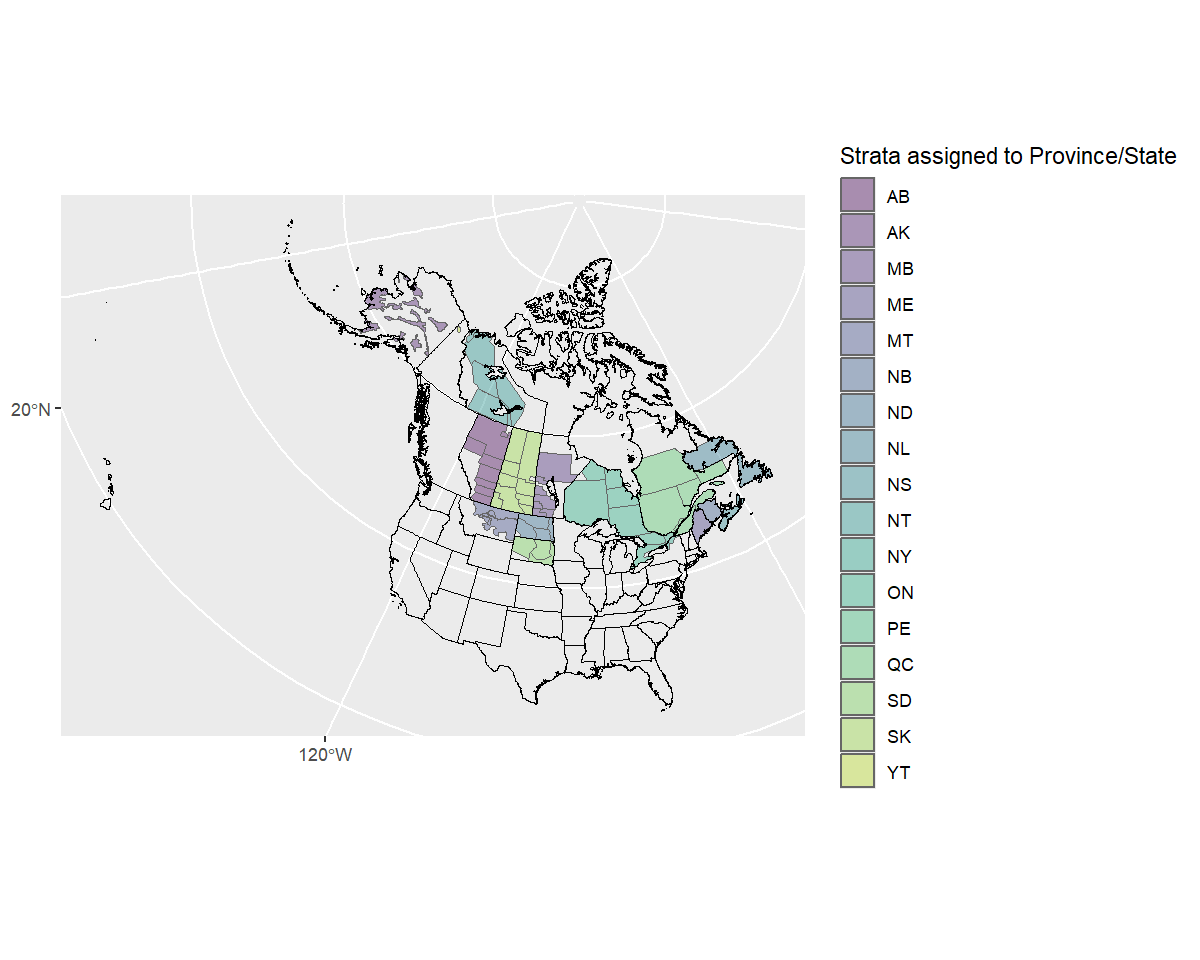 Strata assigned to Province/State
AB
AK
MB
ME
MT
NB
ND
NL
NS
NT
NY
ON
PE
QC
SD
SK
YT
20°N
120°W